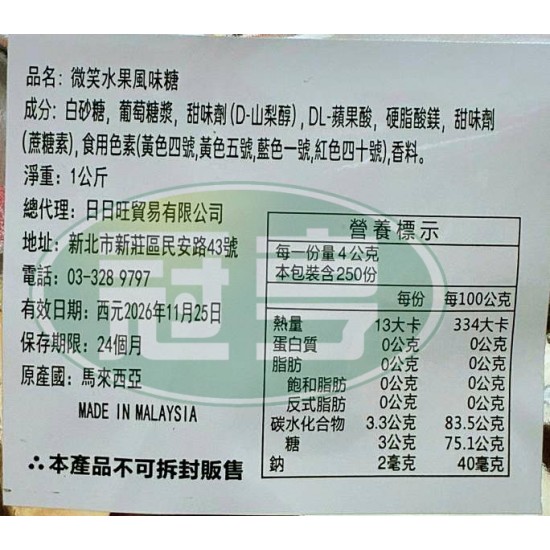 品名: 微笑水果風味糖
成分: 白砂糖, 葡萄糖漿, 甜味劑(D-山梨醇), DL-蘋果酸, 硬脂酸鎂, 甜味劑
(蔗糖素), 食用色素(黃色四號,黃色五號,藍色一號,紅色四十號),香料。
淨重: 1公斤
總代理: 日日旺貿易有限公司
地址: 新北市新莊區民安路43號
電話: 03-328 9797
有效日期: 西元2026年11月25日
保存期限: 24個月
原產國: 馬來西亞
MADE IN MALAYSIA
∴本產品不可拆封販售
營養標示
每一份量4公克
本包裝含250份
每份 每100公克
熱量 13大卡 334大卡
蛋白質 0公克 0公克
脂肪 0公克 0公克
飽和脂肪 0公克 0公克
反式脂肪 0公克 0公克
碳水化合物 3.3公克 83.5公克
糖 3公克 75.1公克
鈉 2毫克 40毫克
冠亨